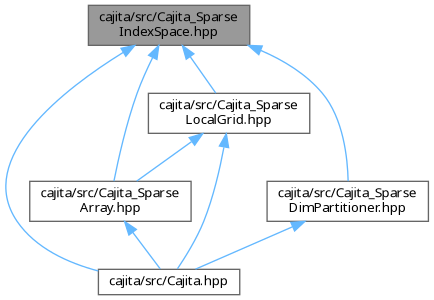 cajita/src/Cajita_Sparse
IndexSpace.hpp
cajita/src/Cajita_Sparse
LocalGrid.hpp
cajita/src/Cajita_Sparse
Array.hpp
cajita/src/Cajita_Sparse
DimPartitioner.hpp
cajita/src/Cajita.hpp